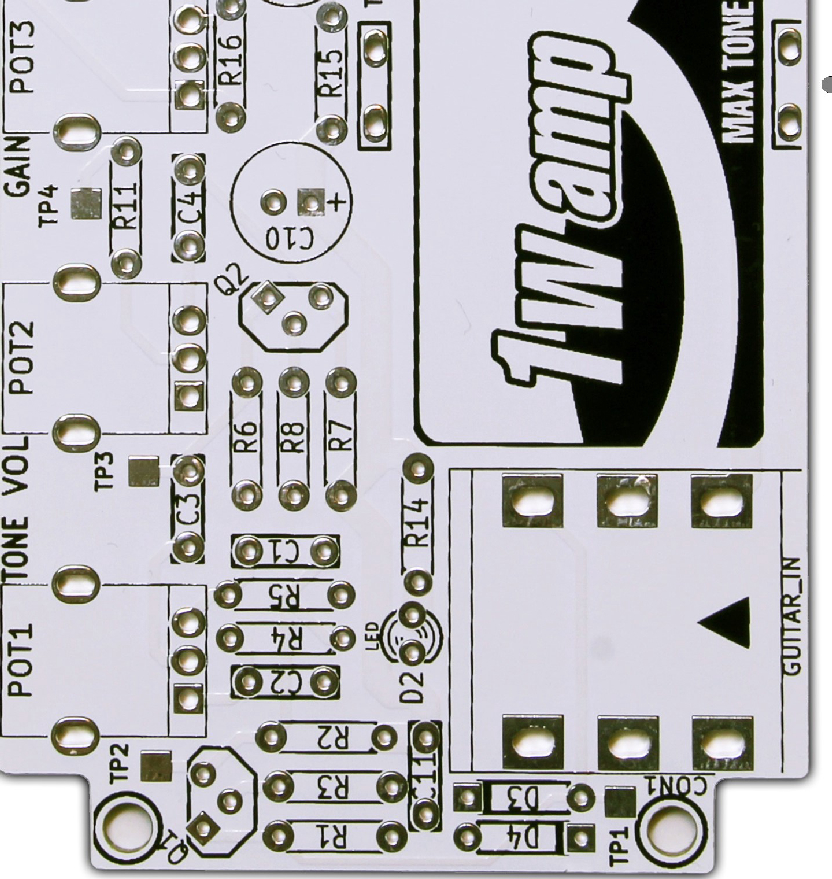 POT3
R16
R15
1W amp
MAX TONE
GAIN
TP4
R11
C4
+
C10
Q2
POT2
R6
R8
R7
TONE VOL
TP3
C3
R14
C1
R5
R4
LED
GUITAR_IN
POT1
C2
D2
R2
TP2
R3
C11
D3
CON1
Q1
R1
D4
TP1